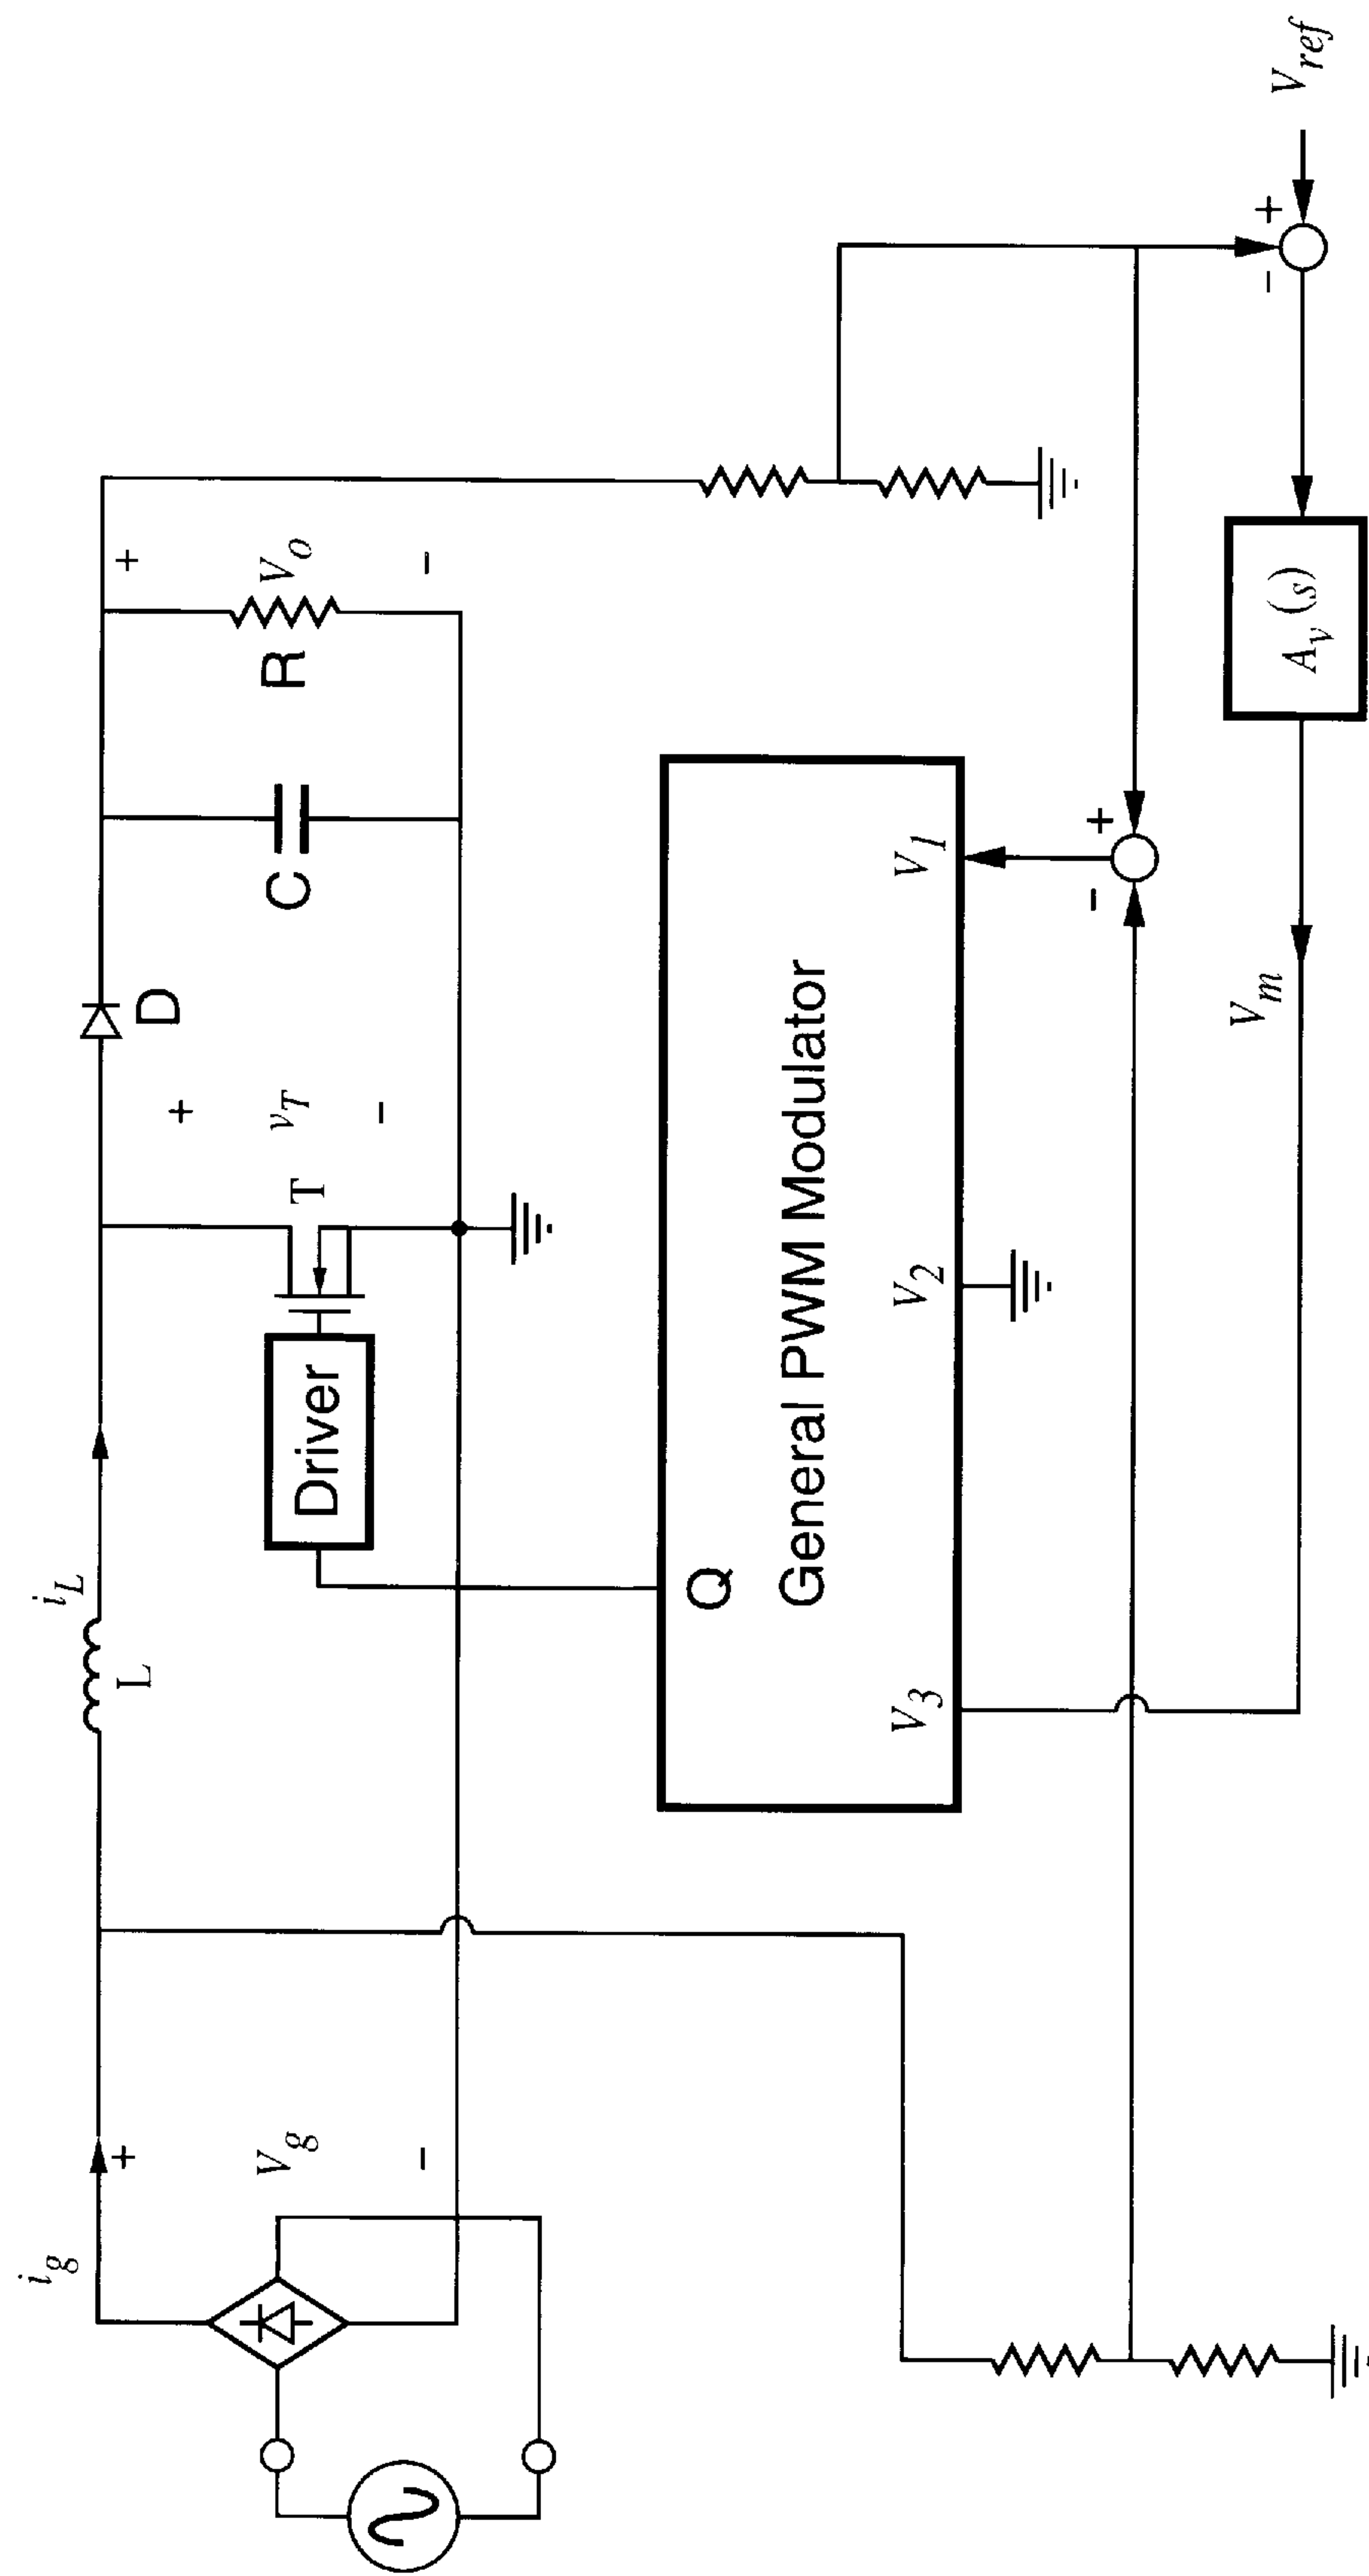 i_g
+
V_g
-
L
i_L
Driver
T
+
v_T
-
D
C
R
+
V_o
-
Q
General PWM Modulator
V_3
V_2
V_1
-
+
V_m
A_v (s)
-
+
V_ref